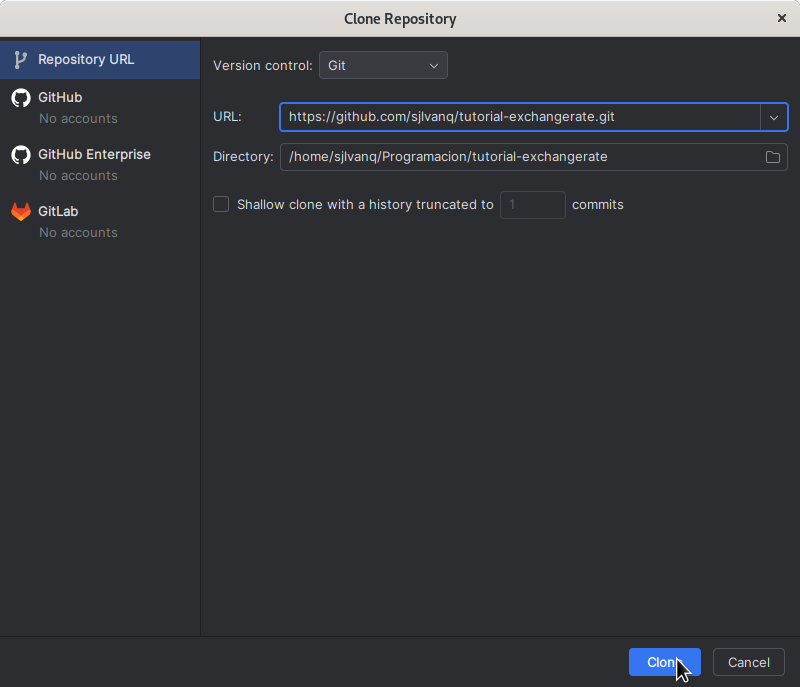 Clone Repository
Repository URL
GitHub
No accounts
GitHub Enterprise
No accounts
GitLab
No accounts
Version control: Git
URL: https://github.com/sjlvanq/tutorial-exchangerate.git
Directory: /home/sjlvanq/Programacion/tutorial-exchangerate
Shallow clone with a history truncated to 1 commits
Clone Cancel